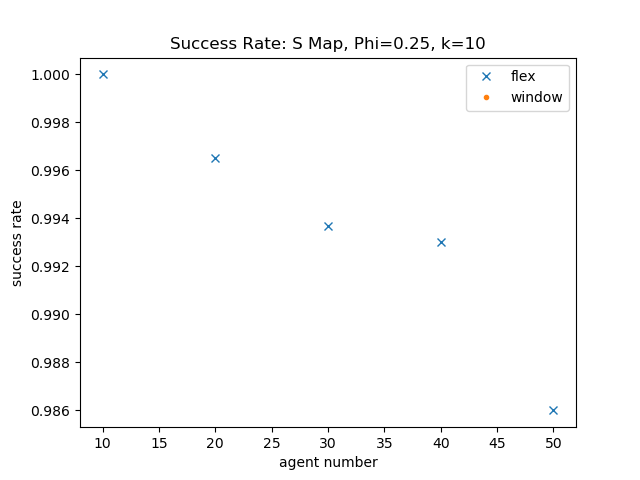 Success Rate: S Map, Phi=0.25, k=10
flex
window
1.000
0.998
0.996
0.994
0.992
0.990
0.988
0.986
success rate
10 15 20 25 30 35 40 45 50
agent number